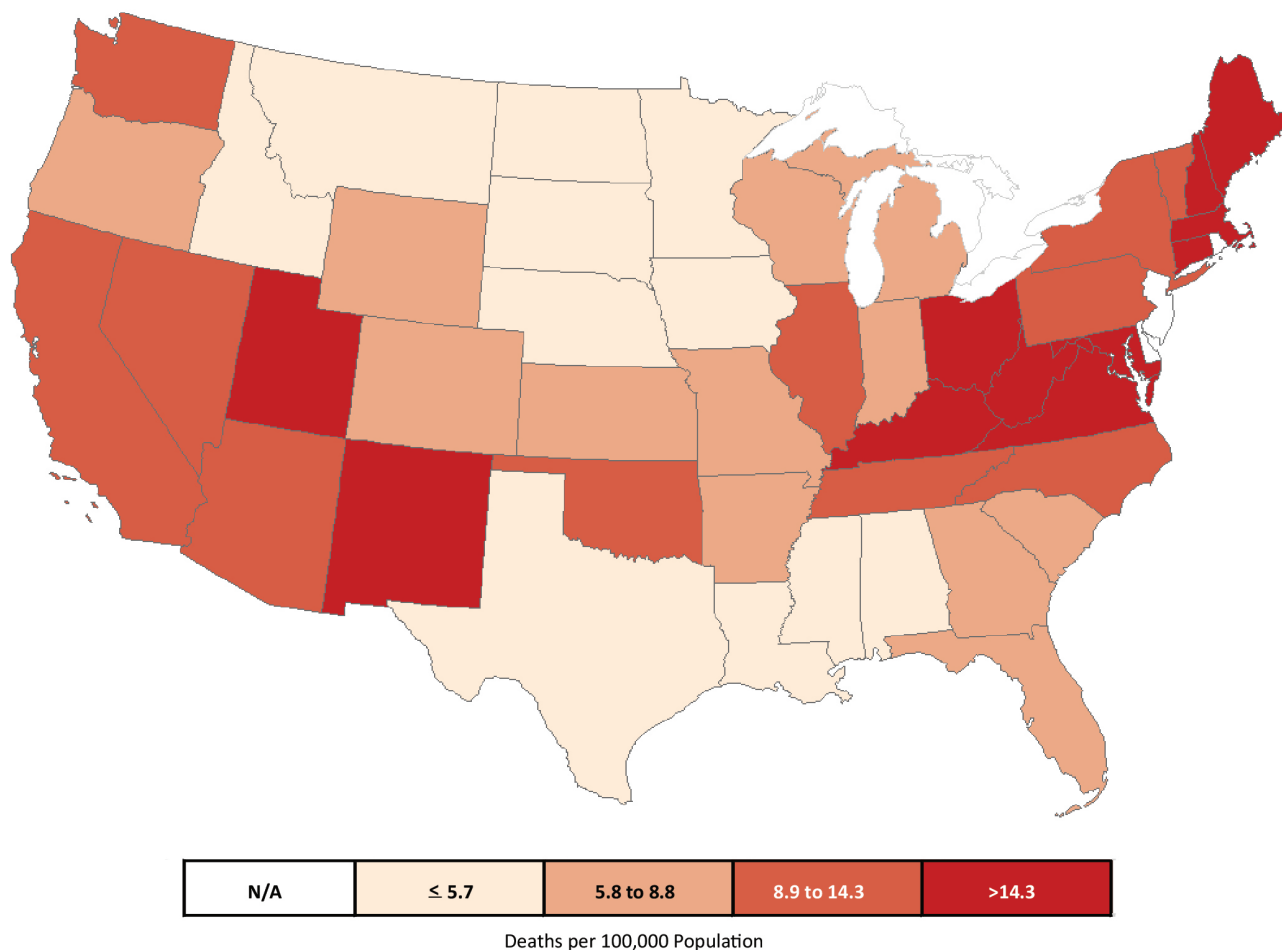 N/A
≤ 5.7
5.8 to 8.8
8.9 to 14.3
>14.3
Deaths per 100,000 Population